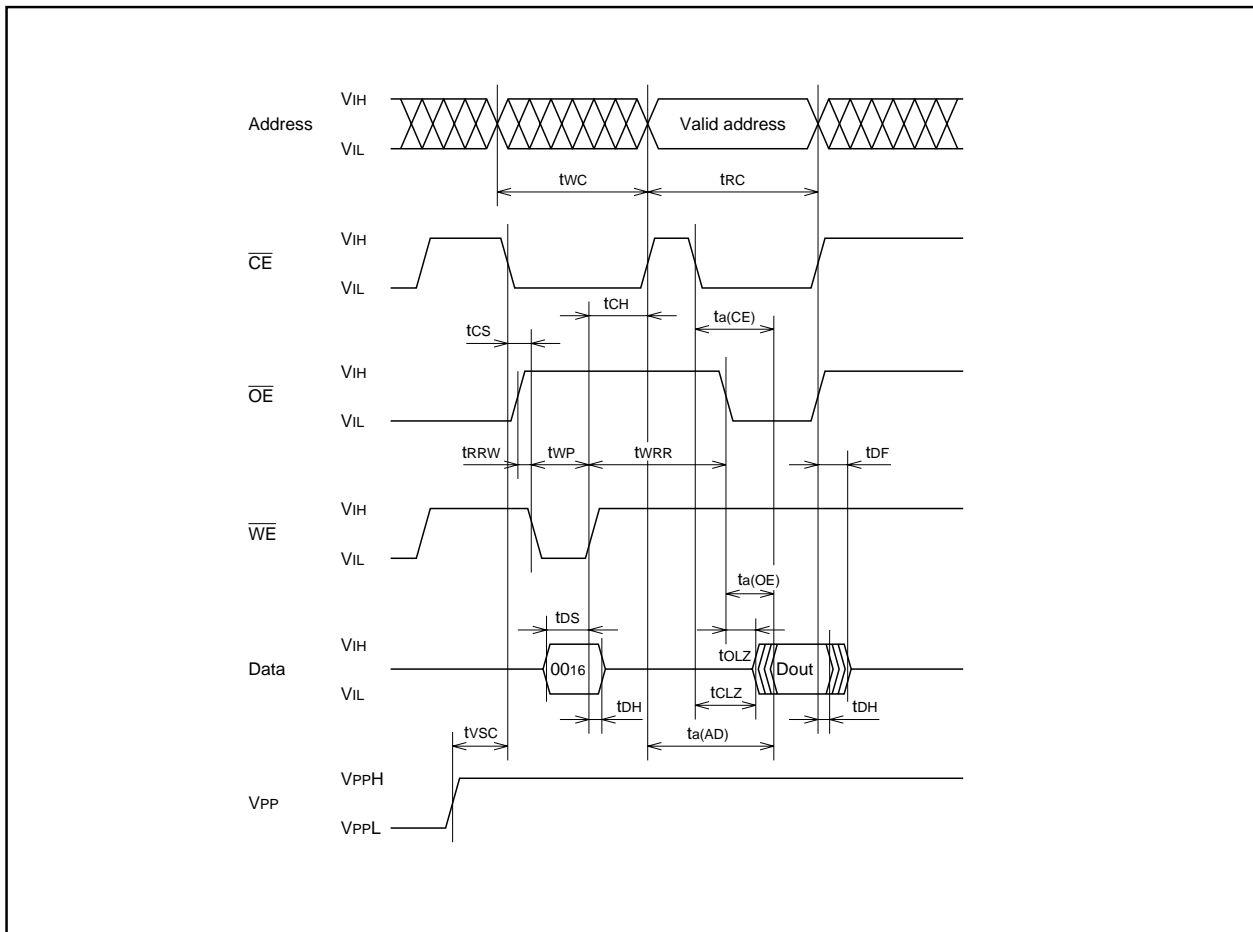 VIH
Address
Valid address
VIL
tWC
tRC
VIH
CE
VIL
tCH
ta(CE)
tCS
VIH
OE
VIL
tRRW
tWP
tWRR
tDF
VIH
WE
VIL
ta(OE)
tDS
VIH
tOLZ
Data
0016
Dout
VIL
tCLZ
tDH
tDH
tVSC
ta(AD)
VPPH
VPP
VPPL